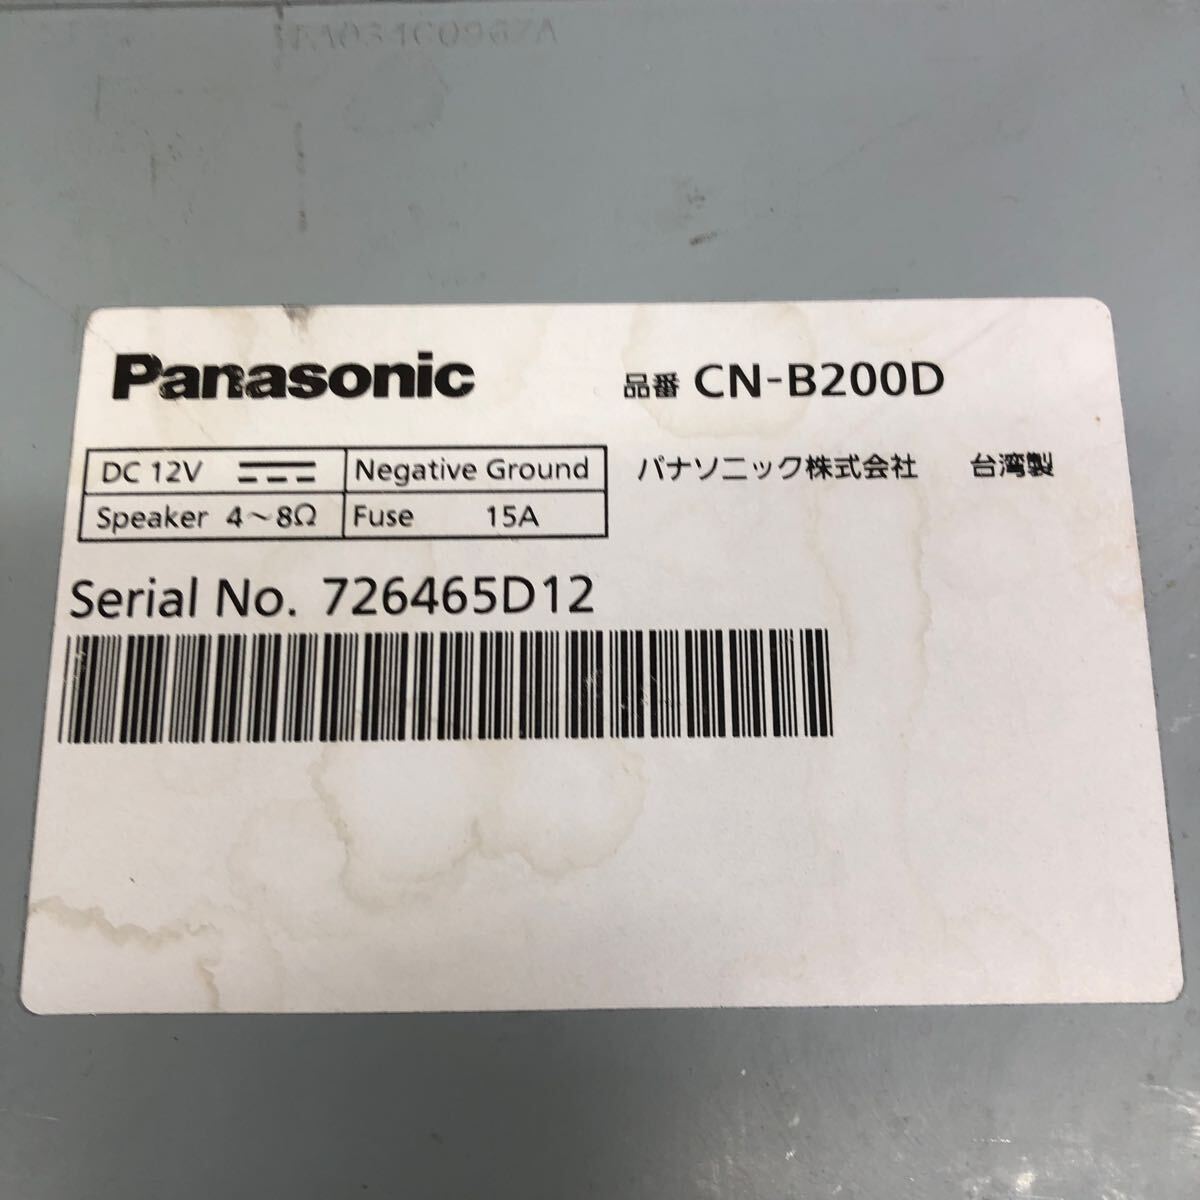 Panasonic 品番 CN-B200D
DC 12V Negative Ground パナソニック株式会社 台湾製
Speaker 4～8Ω Fuse 15A
Serial No. 726465D12